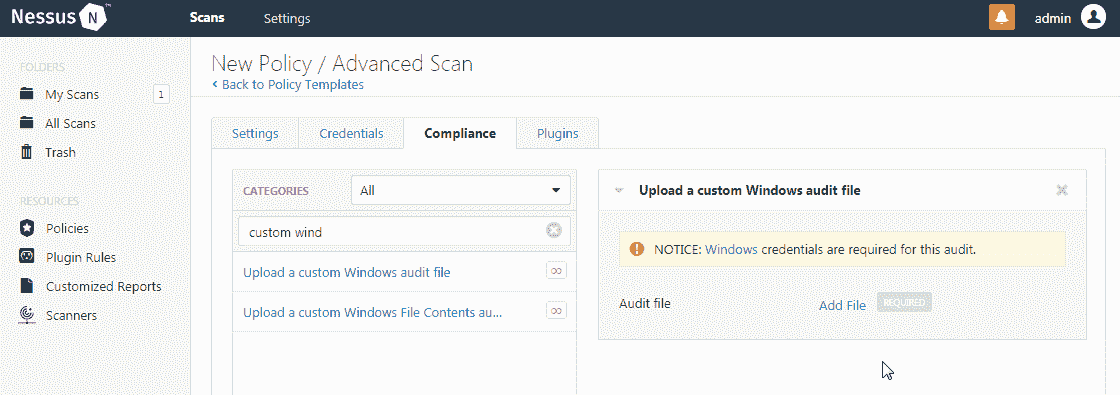 Nessus N ™ Scans Settings admin
New Policy / Advanced Scan
‹ Back to Policy Templates
FOLDERS
My Scans 1
All Scans
Trash
RESOURCES
Policies
Plugin Rules
Customized Reports
Scanners
Settings Credentials Compliance Plugins
CATEGORIES All
custom wind
Upload a custom Windows audit file ∞
Upload a custom Windows File Contents au... ∞
Upload a custom Windows audit file
NOTICE: Windows credentials are required for this audit.
Audit file Add File REQUIRED